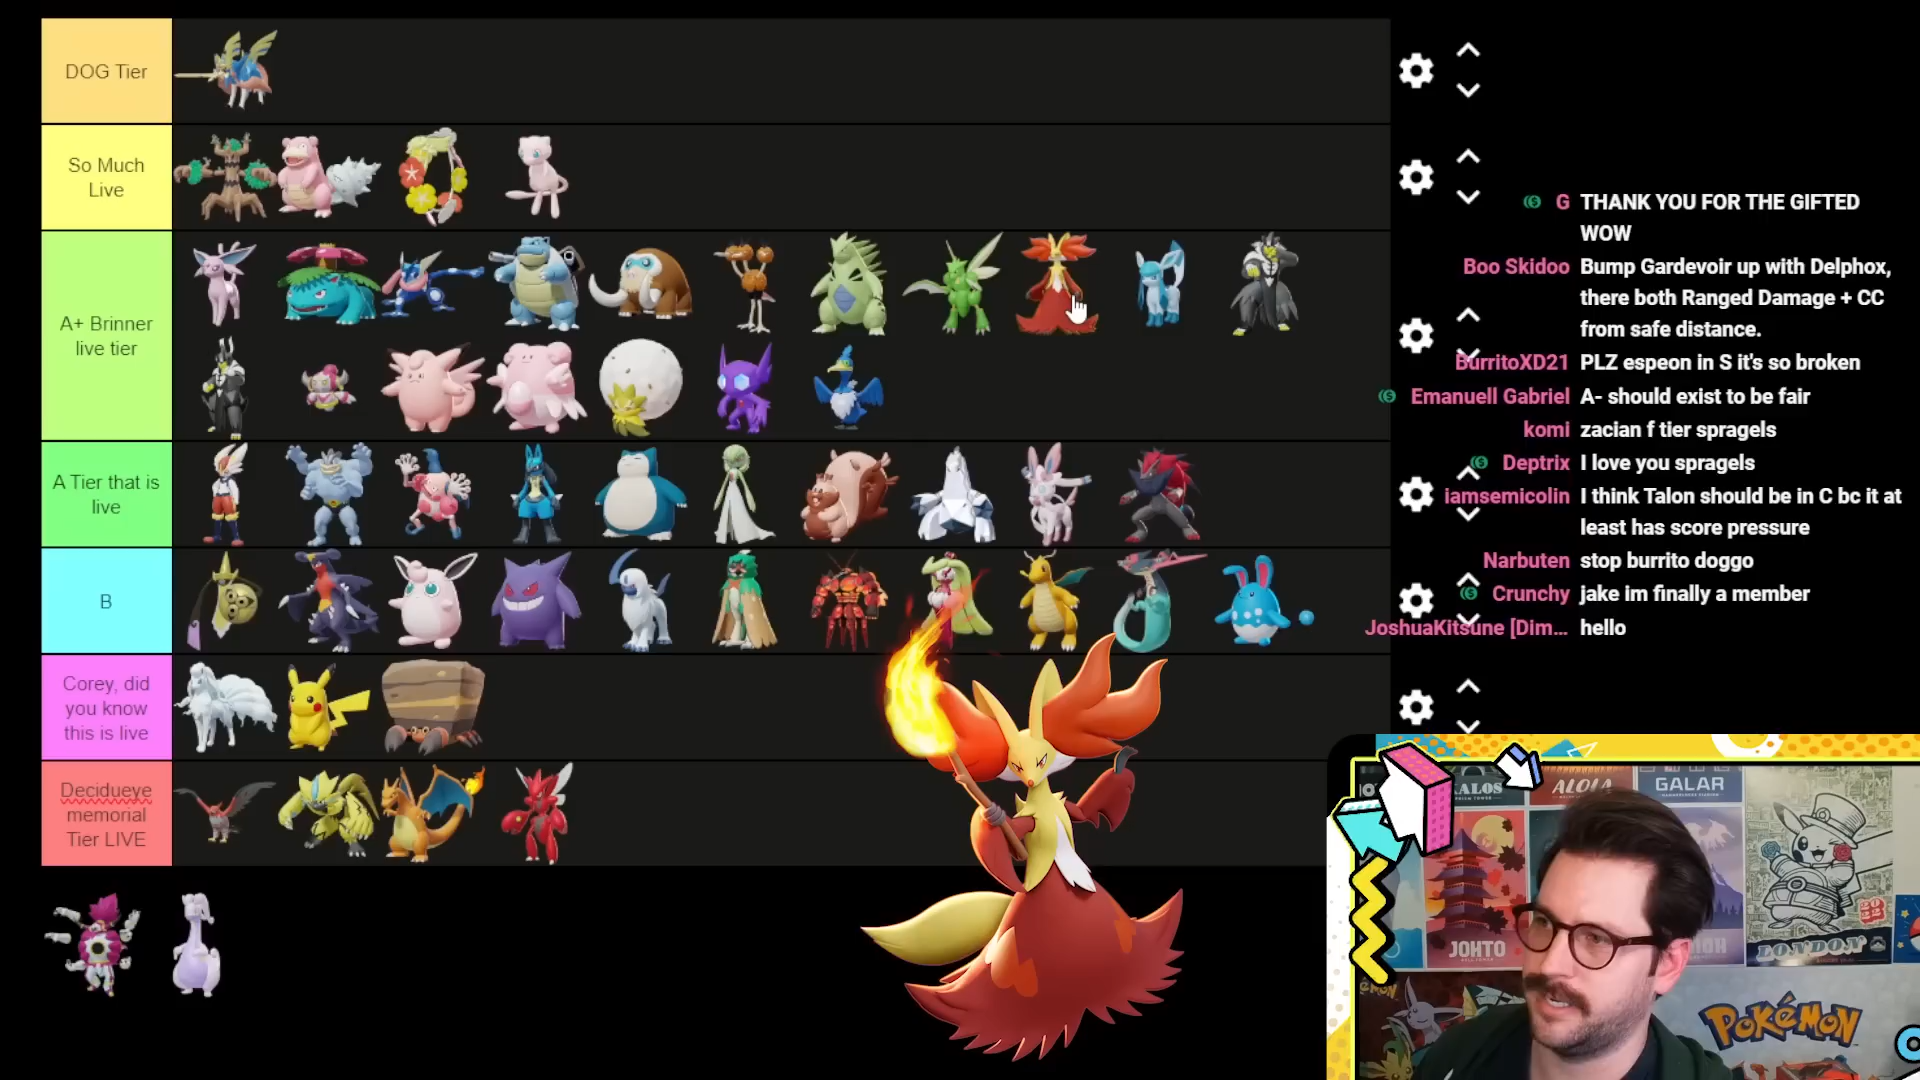 DOG Tier
So Much
Live
A+ Brinner
live tier
A Tier that is
live
B
Corey, did
you know
this is live
Decidueye
memorial
Tier LIVE
G THANK YOU FOR THE GIFTED
WOW
Boo Skidoo Bump Gardevoir up with Delphox,
there both Ranged Damage + CC
from safe distance.
BurritoXD21 PLZ espeon in S it's so broken
Emanuell Gabriel A- should exist to be fair
komi zacian f tier spragels
Deptrix I love you spragels
iamsemicolin I think Talon should be in C bc it at
least has score pressure
Narbuten stop burrito doggo
Crunchy jake im finally a member
JoshuaKitsune [Dim... hello
ALOLA
GALAR
JOHTO
LONDON
POKÉMON